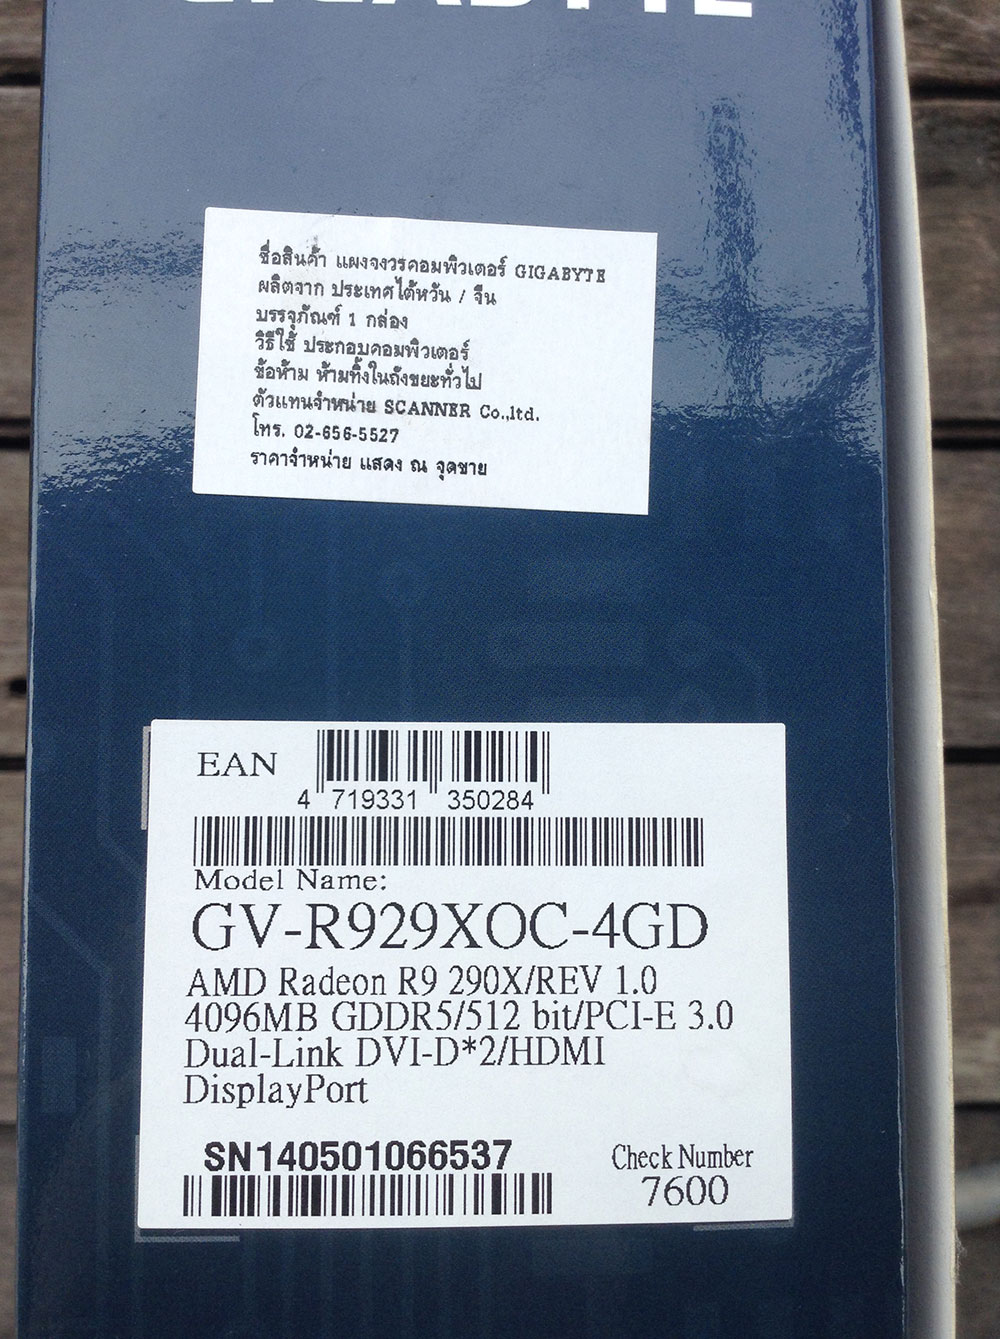 GIGABYTE
ชื่อสินค้า แผงจงวรคอมพิวเตอร์ GIGABYTE
ผลิตจาก ประเทศไต้หวัน / จีน
บรรจุภัณฑ์ 1 กล่อง
วิธีใช้ ประกอบคอมพิวเตอร์
ข้อห้าม ห้ามทิ้งในถังขยะทั่วไป
ตัวแทนจำหน่าย SCANNER Co.,ltd.
โทร. 02-656-5527
ราคาจำหน่าย แสดง ณ จุดขาย
EAN
4 719331 350284
Model Name:
GV-R929XOC-4GD
AMD Radeon R9 290X/REV 1.0
4096MB GDDR5/512 bit/PCI-E 3.0
Dual-Link DVI-D*2/HDMI
DisplayPort
SN140501066537
Check Number
7600